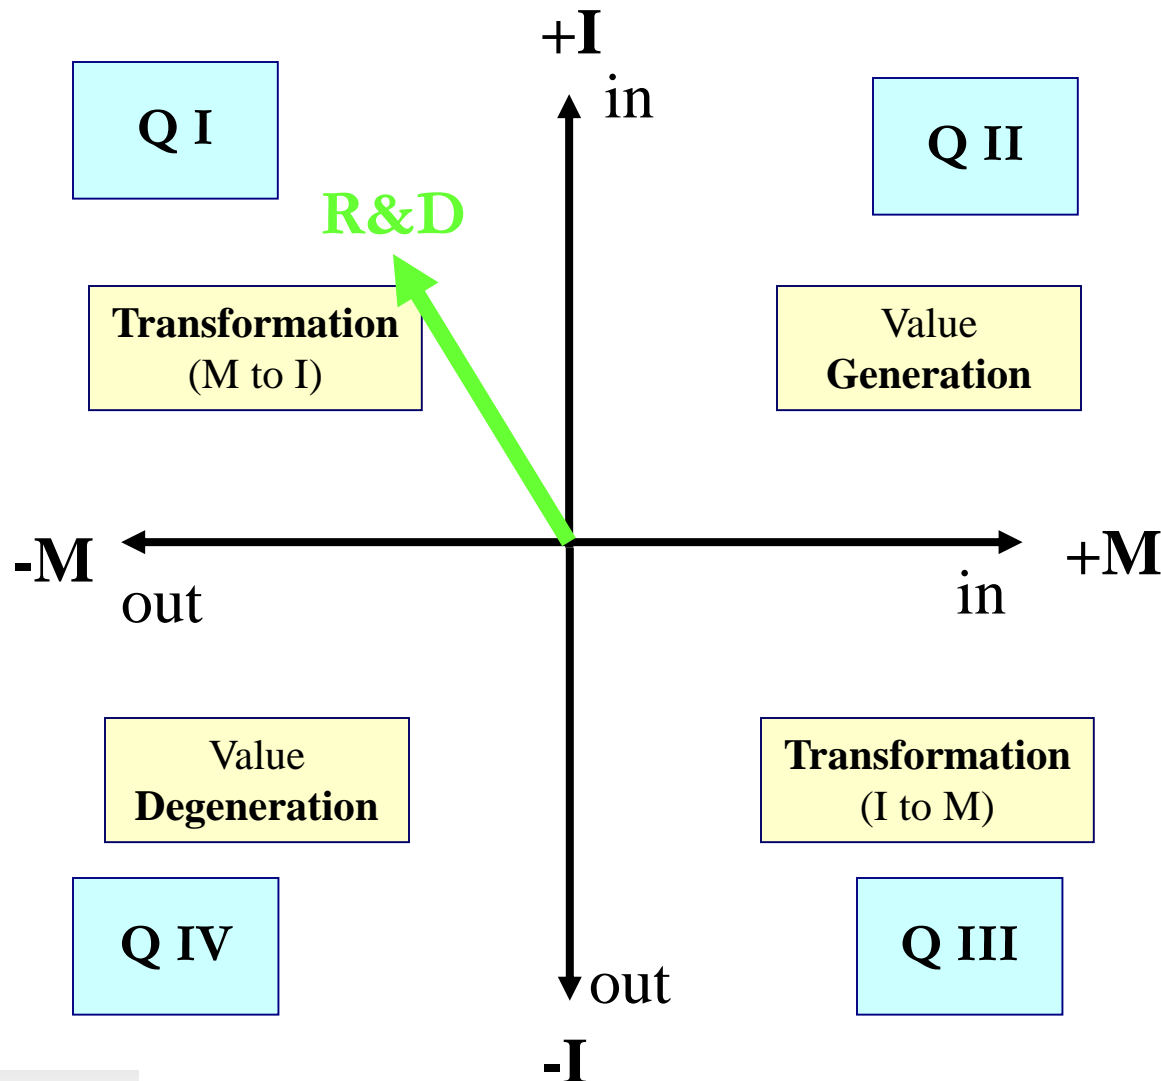 +I
in
Q I
Q II
R&D
Transformation
(M to I)
Value
Generation
-M
out
+M
in
Value
Degeneration
Transformation
(I to M)
Q IV
Q III
out
-I